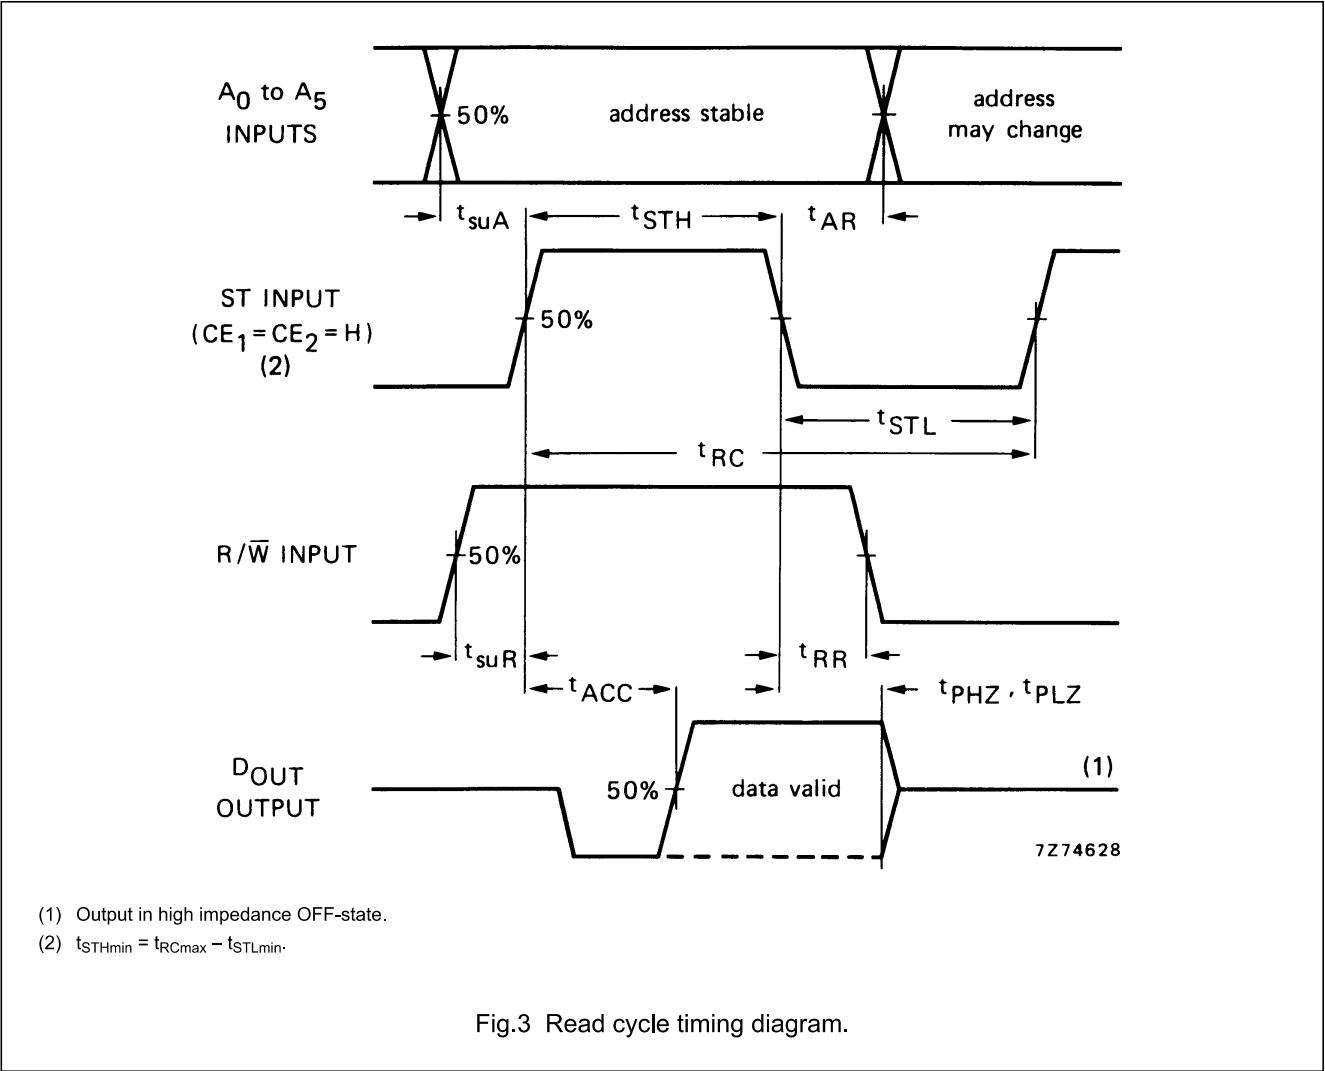 A0 to A5
INPUTS
50%
address stable
address
may change
tsuA
tSTH
tAR
ST INPUT
(CE1 = CE2 = H)
(2)
50%
tSTL
tRC
R/W̅ INPUT
50%
tsuR
tRR
tACC
tPHZ , tPLZ
DOUT
OUTPUT
50%
data valid
(1)
7Z74628
(1) Output in high impedance OFF-state.
(2) tSTHmin = tRCmax – tSTLmin.
Fig.3 Read cycle timing diagram.